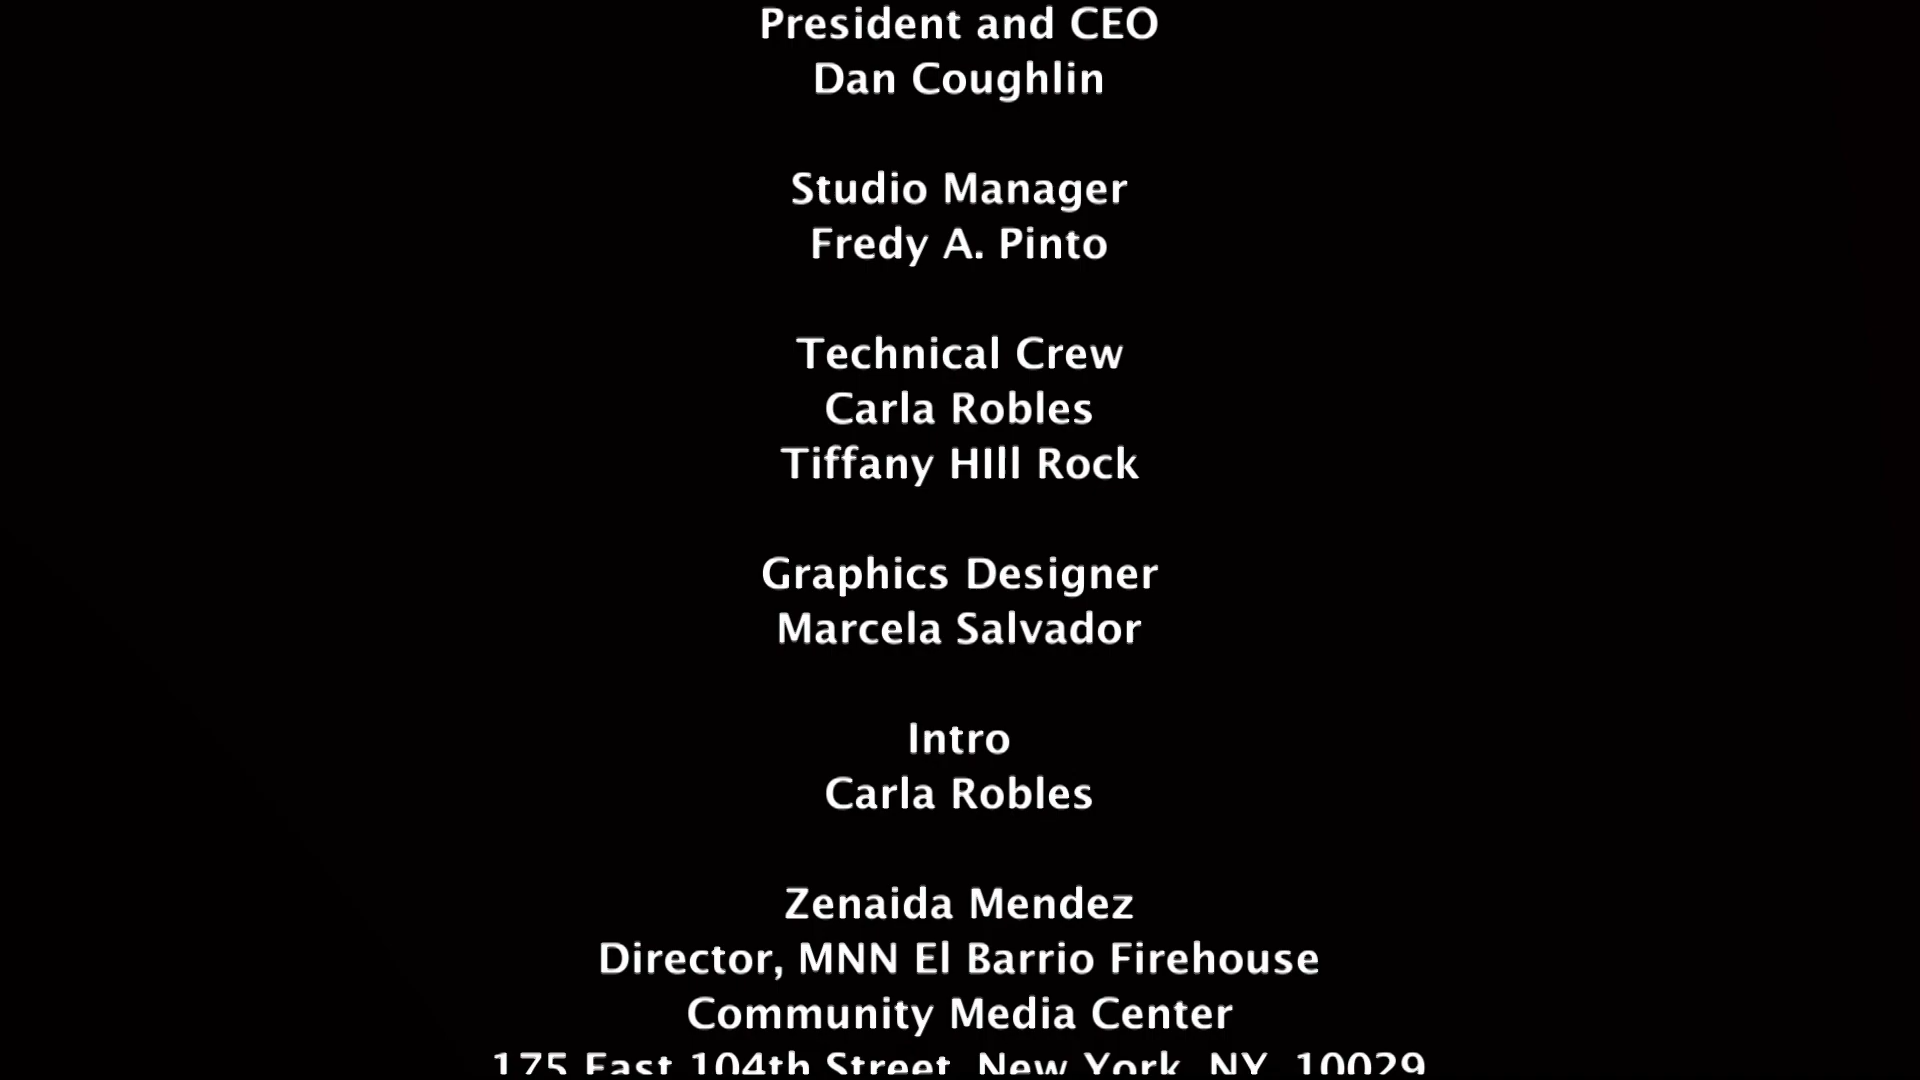 President and CEO
Dan Coughlin
Studio Manager
Fredy A. Pinto
Technical Crew
Carla Robles
Tiffany HIll Rock
Graphics Designer
Marcela Salvador
Intro
Carla Robles
Zenaida Mendez
Director, MNN El Barrio Firehouse
Community Media Center
175 East 104th Street, New York, NY, 10029